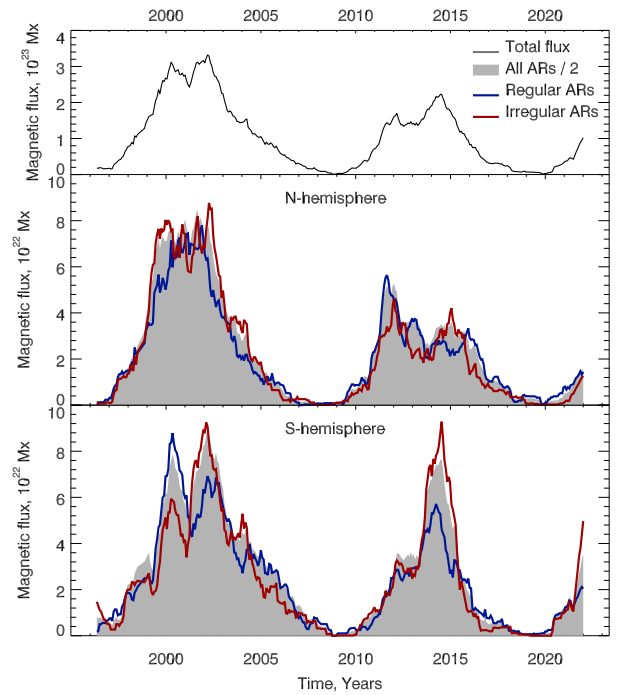 2000 2005 2010 2015 2020
4
3
2
1
0
Magnetic flux, 10²³ Mx
Total flux
All ARs / 2
Regular ARs
Irregular ARs
10
8
6
4
2
0
Magnetic flux, 10²² Mx
N-hemisphere
10
8
6
4
2
0
Magnetic flux, 10²² Mx
S-hemisphere
2000 2005 2010 2015 2020
Time, Years